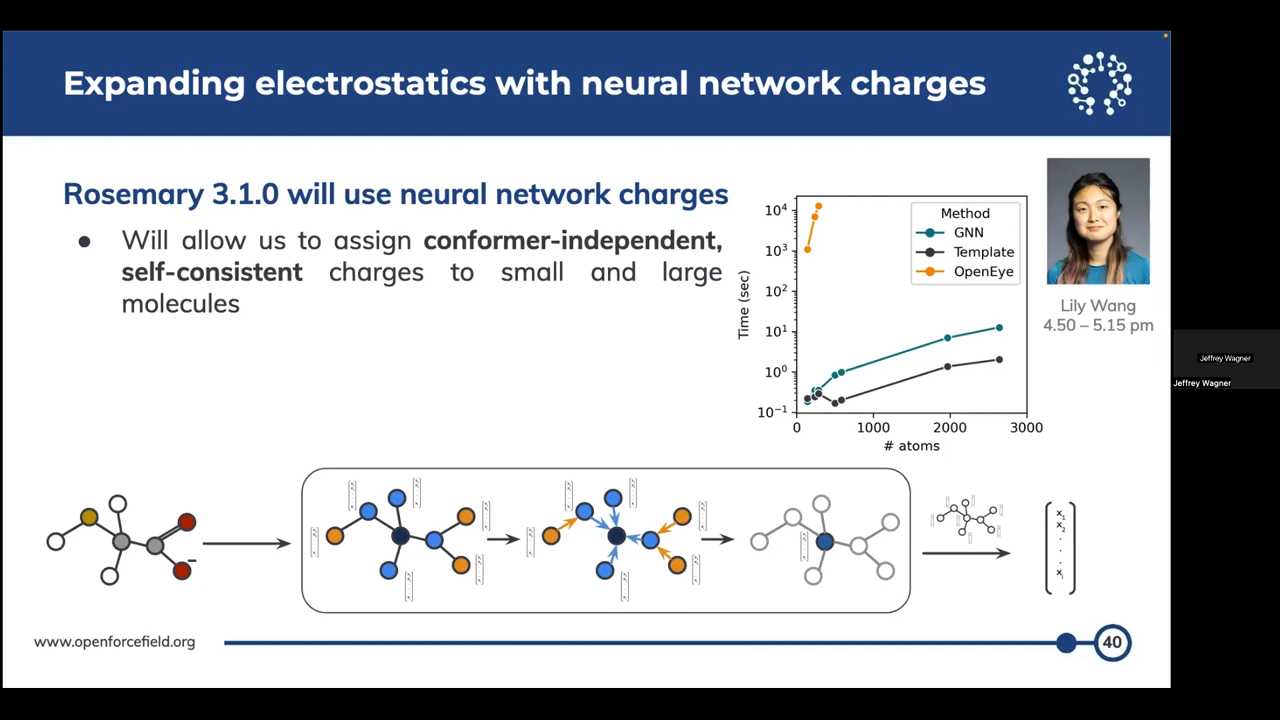 Expanding electrostatics with neural network charges
Rosemary 3.1.0 will use neural network charges
● Will allow us to assign conformer-independent,
self-consistent charges to small and large
molecules
Time (sec)
10⁴
10³
10²
10¹
10⁰
10⁻¹
0
1000
2000
3000
# atoms
Method
GNN
Template
OpenEye
Lily Wang
4.50 – 5.15 pm
Jeffrey Wagner
Jeffrey Wagner
x₁
x₂
.
.
.
www.openforcefield.org
40